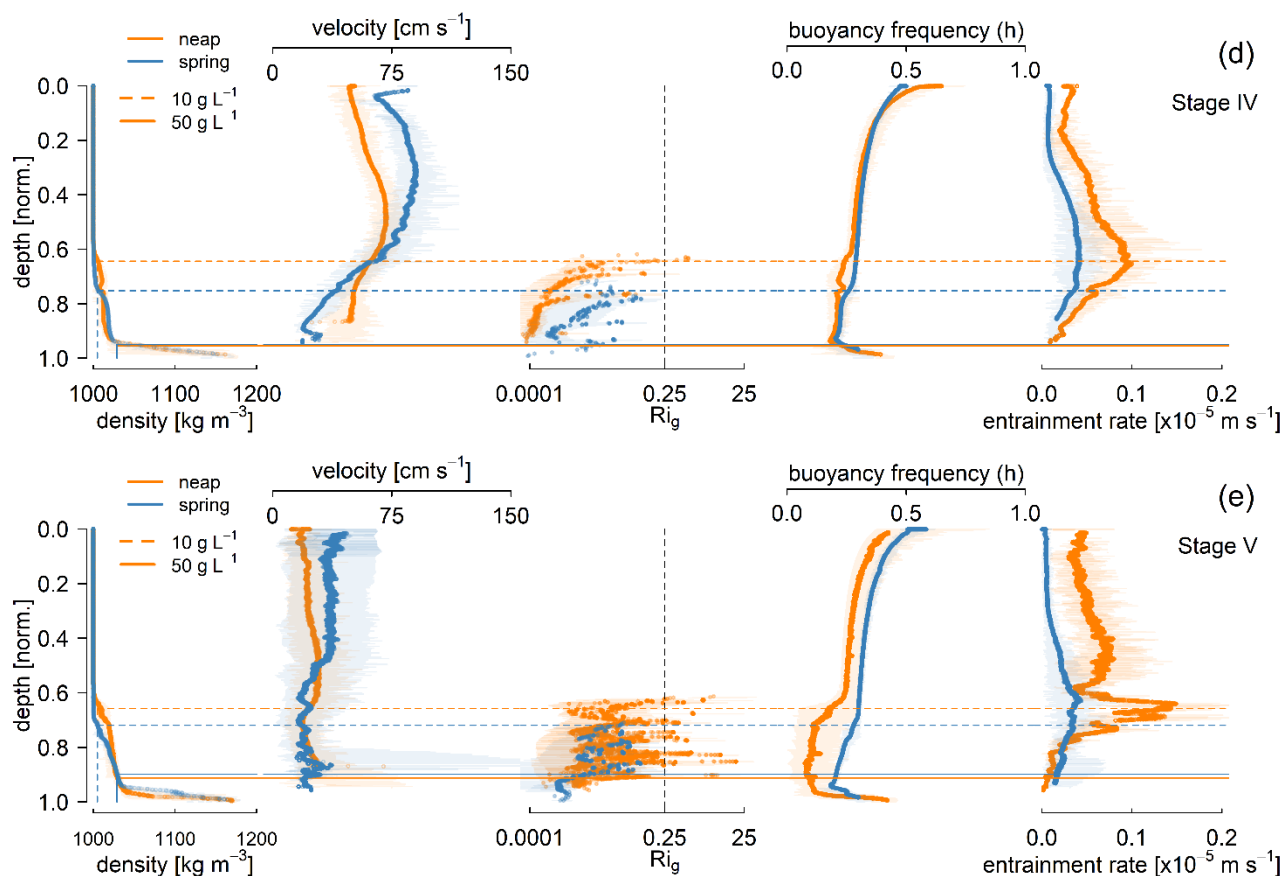 velocity [cm s⁻¹]
buoyancy frequency (h)
neap
spring
0 75 150
0.0 0.5 1.0
(d)
10 g L⁻¹
50 g L⁻¹
Stage IV
depth [norm.]
0.0
0.2
0.4
0.6
0.8
1.0
1000 1100 1200
0.0001 0.25 25
0.0 0.1 0.2
density [kg m⁻³]
Ri_g
entrainment rate [x10⁻⁵ m s⁻¹]
velocity [cm s⁻¹]
buoyancy frequency (h)
neap
spring
0 75 150
0.0 0.5 1.0
(e)
10 g L⁻¹
50 g L⁻¹
Stage V
depth [norm.]
0.0
0.2
0.4
0.6
0.8
1.0
1000 1100 1200
0.0001 0.25 25
0.0 0.1 0.2
density [kg m⁻³]
Ri_g
entrainment rate [x10⁻⁵ m s⁻¹]